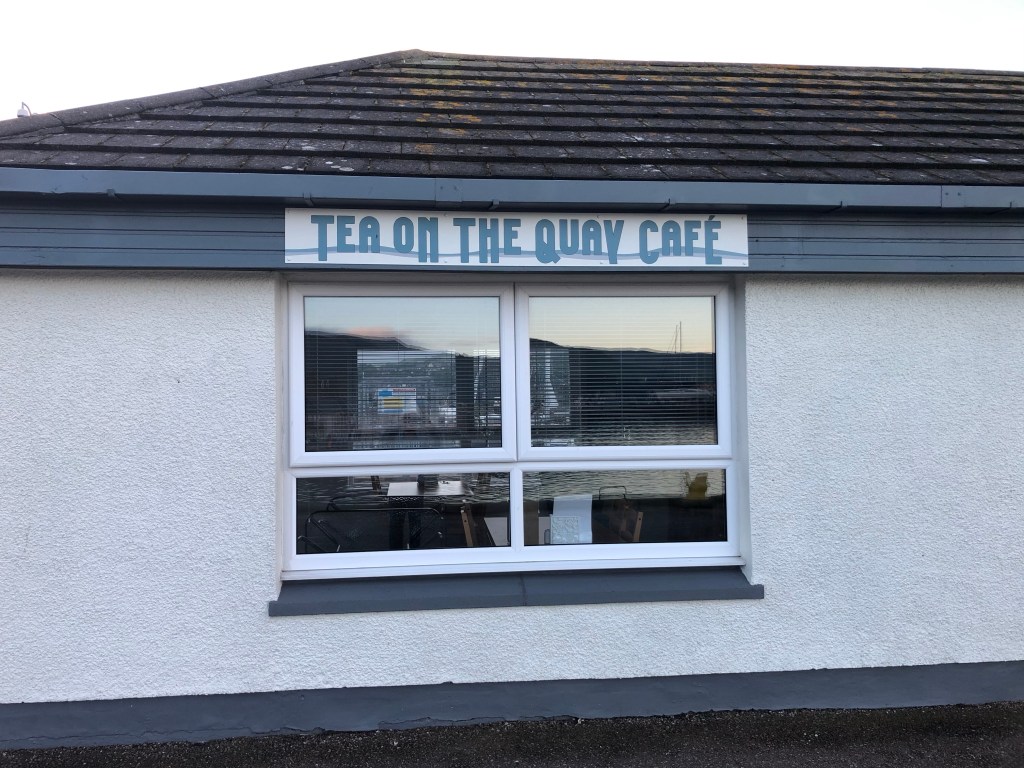 TEA ON THE QUAY CAFÉ